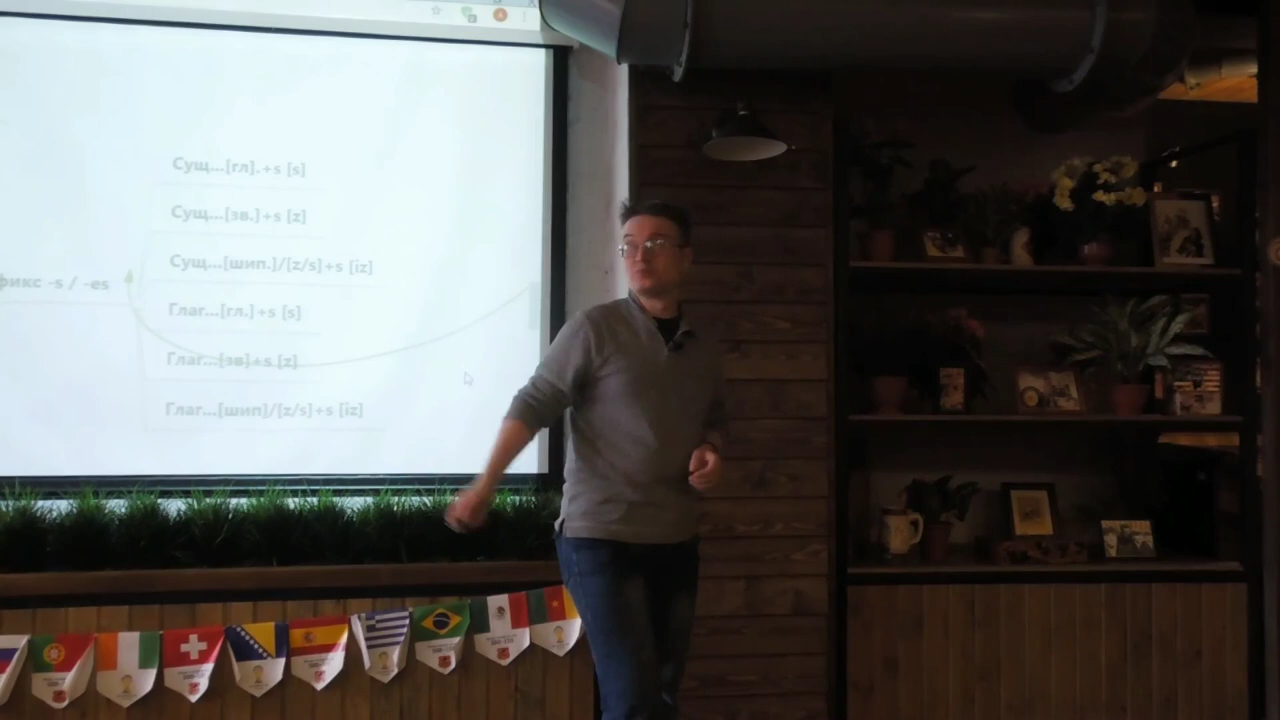 Сущ...[гл].+s [s]
Сущ...[зв.]+s [z]
Сущ...[шип.]/[z/s]+s [iz]
фикс -s / -es
Глаг...[гл.]+s [s]
Глаг...[зв]+s [z]
Глаг...[шип]/[z/s]+s [iz]